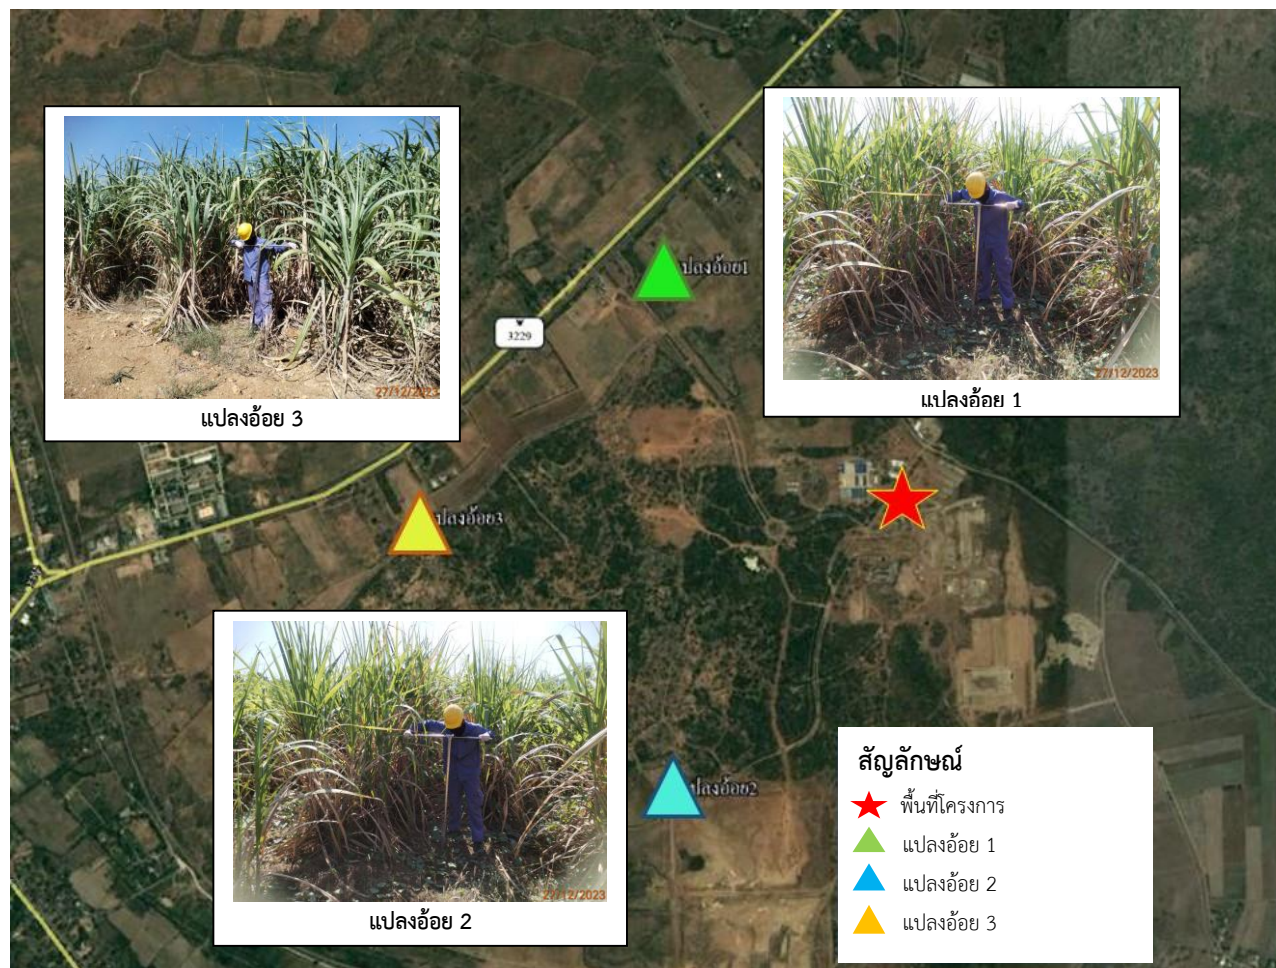 27/12/2023
แปลงอ้อย 3
27/12/2023
แปลงอ้อย 1
ปลงอ้อย1
3229
ปลงอ้อย3
27/12/2023
แปลงอ้อย 2
ปลงอ้อย2
สัญลักษณ์
พื้นที่โครงการ
แปลงอ้อย 1
แปลงอ้อย 2
แปลงอ้อย 3